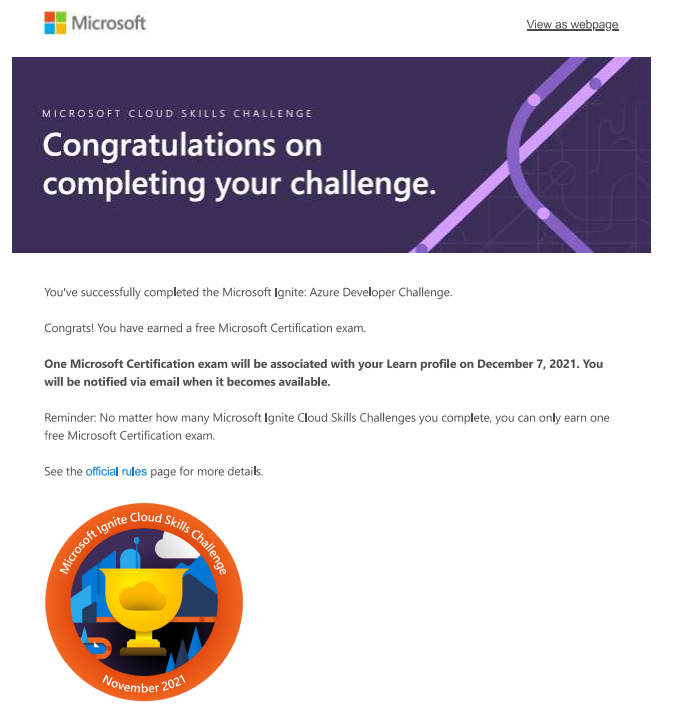 Microsoft
View as webpage
MICROSOFT CLOUD SKILLS CHALLENGE
Congratulations on
completing your challenge.
You've successfully completed the Microsoft Ignite: Azure Developer Challenge.
Congrats! You have earned a free Microsoft Certification exam.
One Microsoft Certification exam will be associated with your Learn profile on December 7, 2021. You
will be notified via email when it becomes available.
Reminder: No matter how many Microsoft Ignite Cloud Skills Challenges you complete, you can only earn one
free Microsoft Certification exam.
See the official rules page for more details.
Microsoft Ignite Cloud Skills Challenge
November 2021